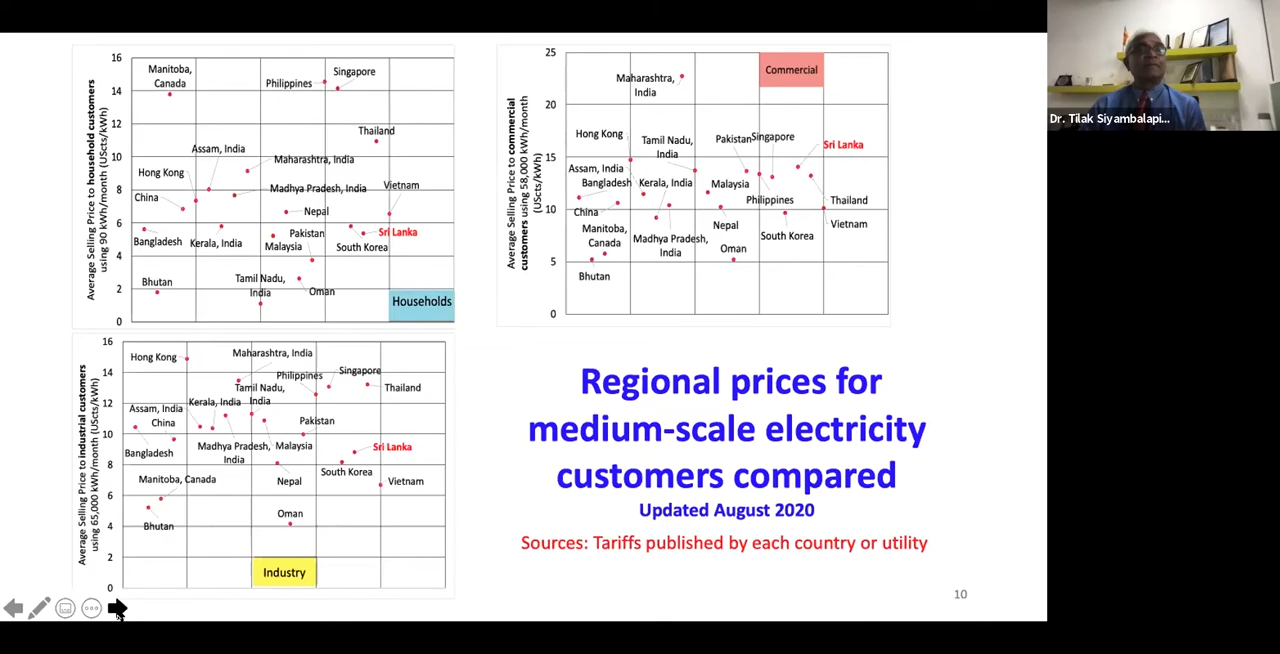 Average Selling Price to household customers
using 90 kWh/month (UScts/kWh)
16
14
12
10
8
6
4
2
0
Manitoba,
Canada
Philippines
Singapore
Thailand
Assam, India
Maharashtra, India
Hong Kong
Madhya Pradesh, India
Vietnam
China
Nepal
Bangladesh
Kerala, India
Pakistan
Malaysia
Sri Lanka
South Korea
Bhutan
Tamil Nadu,
India
Oman
Households
Average Selling Price to commercial
customers using 58,000 kWh/month
(UScts/kWh)
25
20
15
10
5
0
Commercial
Maharashtra,
India
Hong Kong
Tamil Nadu,
India
Pakistan
Singapore
Sri Lanka
Assam, India
Bangladesh
Kerala, India
Malaysia
China
Philippines
Thailand
Manitoba,
Canada
Madhya Pradesh,
India
Nepal
South Korea
Vietnam
Oman
Bhutan
Average Selling Price to industrial customers
using 65,000 kWh/month (UScts/kWh)
16
14
12
10
8
6
4
2
0
Hong Kong
Maharashtra, India
Singapore
Philippines
Thailand
Tamil Nadu,
India
Kerala, India
Assam, India
China
Pakistan
Bangladesh
Madhya Pradesh,
India
Malaysia
Sri Lanka
Manitoba, Canada
Nepal
South Korea
Vietnam
Bhutan
Oman
Industry
Regional prices for
medium-scale electricity
customers compared
Updated August 2020
Sources: Tariffs published by each country or utility
10
Dr. Tilak Siyambalapi...